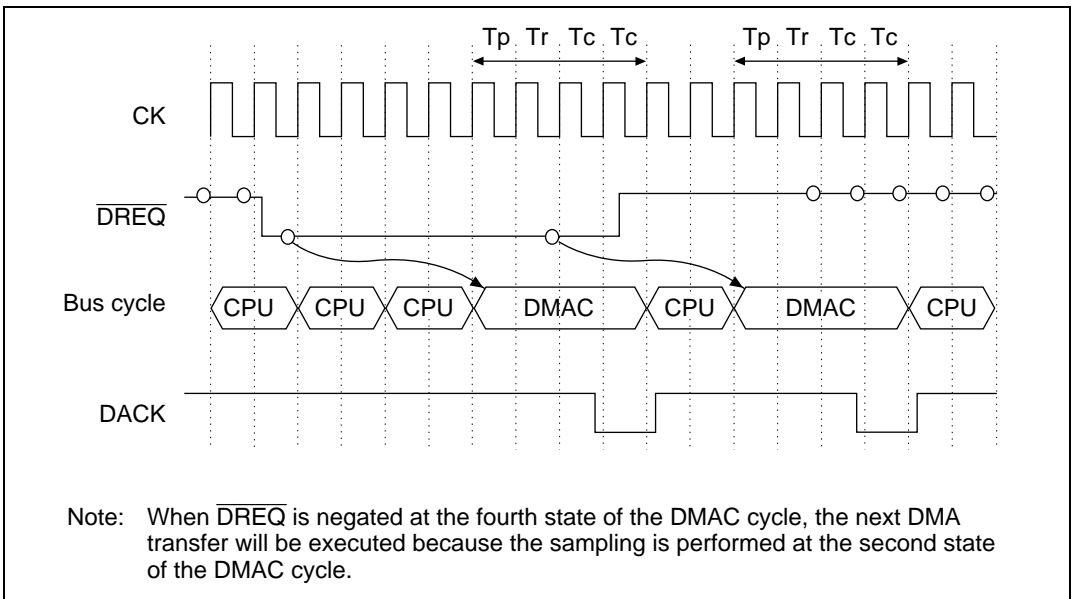 Tp Tr Tc Tc Tp Tr Tc Tc
CK
DREQ
Bus cycle CPU CPU CPU DMAC CPU DMAC CPU
DACK
Note: When DREQ is negated at the fourth state of the DMAC cycle, the next DMA
transfer will be executed because the sampling is performed at the second state
of the DMAC cycle.